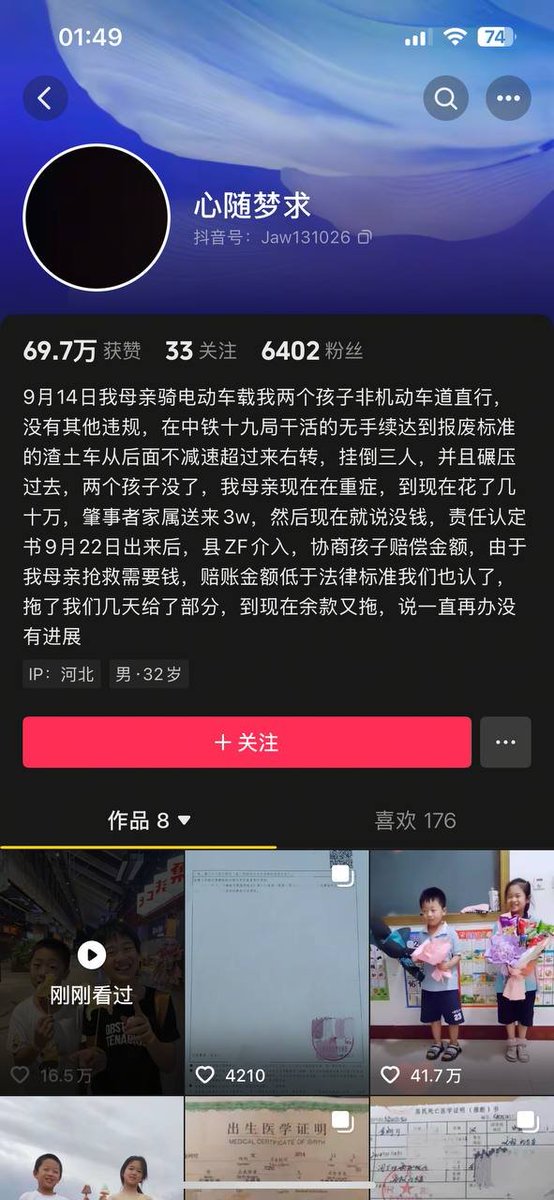 01:49
74
心随梦求
抖音号：Jaw131026
69.7万 获赞 33 关注 6402 粉丝
9月14日我母亲骑电动车载我两个孩子非机动车道直行，
没有其他违规，在中铁十九局干活的无手续达到报废标准
的渣土车从后面不减速超过来右转，挂倒三人，并且碾压
过去，两个孩子没了，我母亲现在在重症，到现在花了几
十万，肇事者家属送来3w，然后现在就说没钱，责任认定
书9月22日出来后，县ZF介入，协商孩子赔偿金额，由于
我母亲抢救需要钱，赔账金额低于法律标准我们也认了，
拖了我们几天给了部分，到现在余款又拖，说一直再办没
有进展
IP：河北 男·32岁
+ 关注
作品 8 喜欢 176
刚刚看过
16.5万 4210 41.7万
出生医学证明
MEDICAL CERTIFICATE OF BIRTH
居民死亡医学证明（推断）书